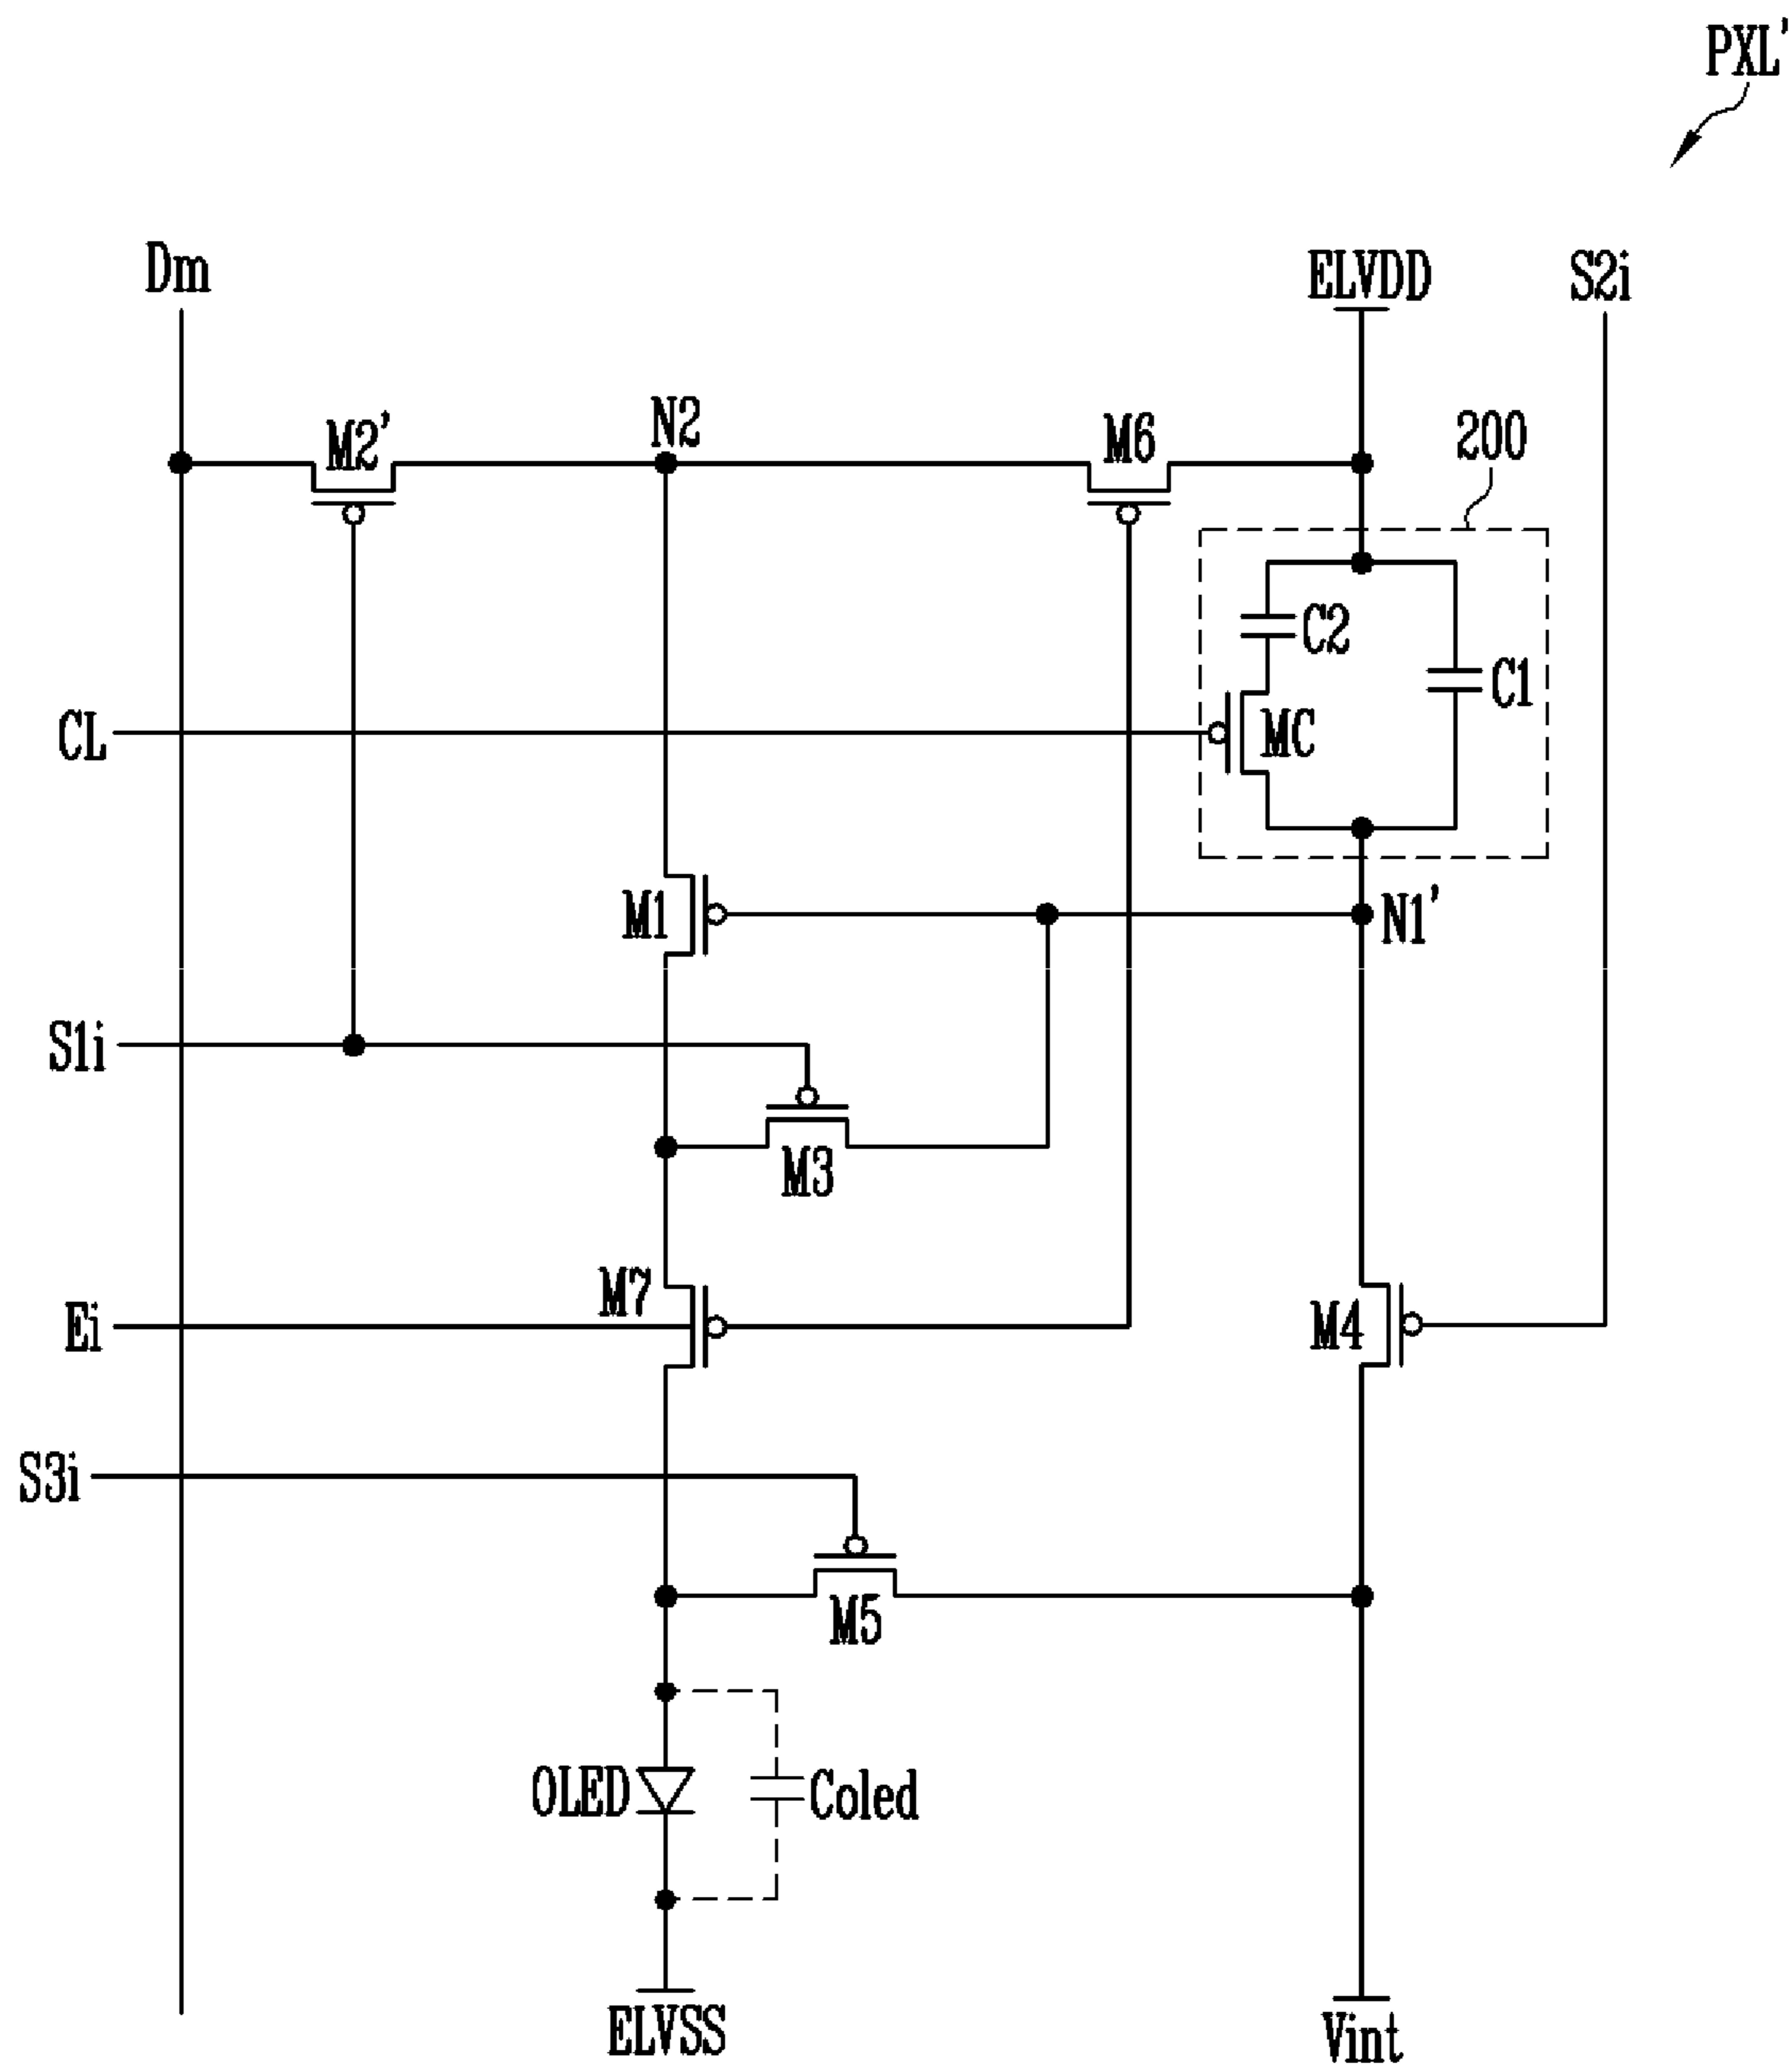 PXL'
Dm
ELVDD
S2i
M2'
N2
M6
200
C2
C1
CL
MC
M1
N1'
S1i
M3
M7
Ei
M4
S3i
M5
OLED
Coled
ELVSS
Vint